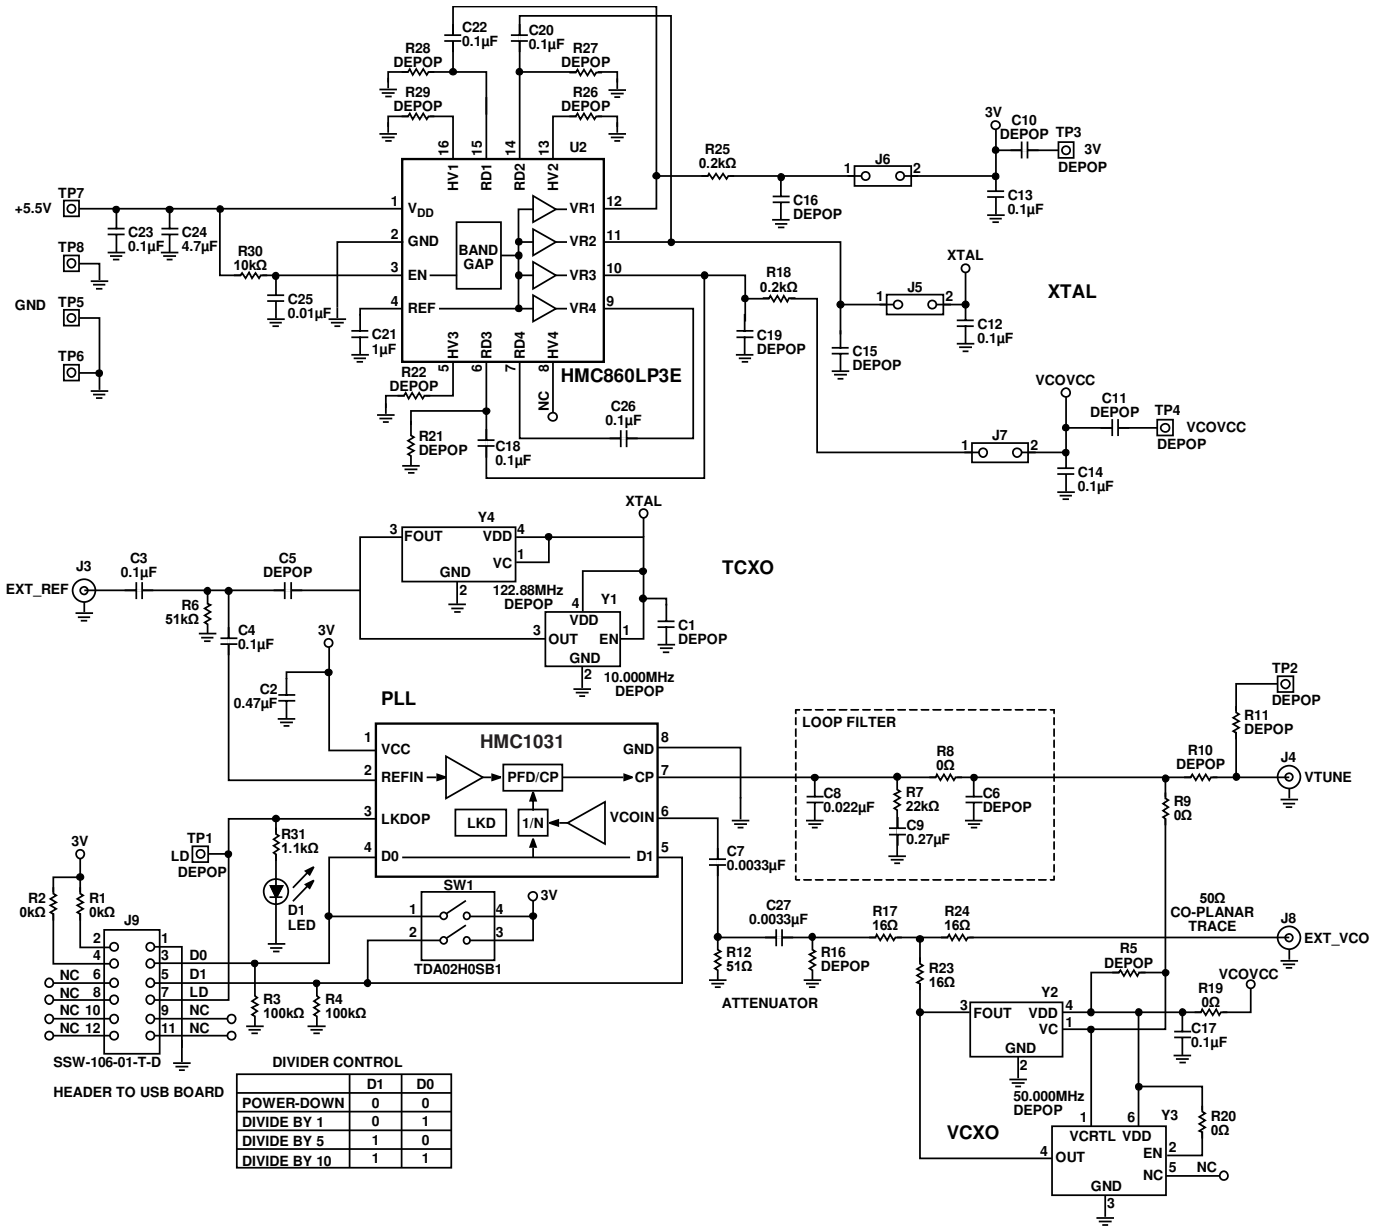 C22
0.1µF
C20
0.1µF
R28
DEPOP
R27
DEPOP
R29
DEPOP
R26
DEPOP
16
15
14
13
U2
HV1
RD1
RD2
HV2
TP7
+5.5V
C23
0.1µF
C24
4.7µF
TP8
R30
10kΩ
C25
0.01µF
GND
TP5
TP6
C21
1µF
1
VDD
2
GND
3
EN
4
REF
BAND
GAP
VR1
12
VR2
11
VR3
10
VR4
9
HV3
RD3
RD4
HV4
5
6
7
8
HMC860LP3E
R22
DEPOP
R21
DEPOP
C18
0.1µF
C26
0.1µF
NC
R25
0.2kΩ
C16
DEPOP
1
J6
2
3V
C10
DEPOP
TP3
3V
DEPOP
C13
0.1µF
R18
0.2kΩ
C19
DEPOP
C15
DEPOP
1
J5
2
XTAL
C12
0.1µF
XTAL
1
J7
2
VCOVCC
C11
DEPOP
TP4
VCOVCC
DEPOP
C14
0.1µF
J3
EXT_REF
C3
0.1µF
R6
51kΩ
C4
0.1µF
C5
DEPOP
Y4
3
FOUT
VDD
4
VC
1
GND
2
122.88MHz
DEPOP
XTAL
TCXO
Y1
4
VDD
3
OUT
EN
1
GND
2
10.000MHz
DEPOP
C1
DEPOP
3V
C2
0.47µF
PLL
HMC1031
1
VCC
2
REFIN
3
LKDOP
4
D0
PFD/CP
LKD
1/N
GND
8
CP
7
VCOIN
6
D1
5
LOOP FILTER
C8
0.022µF
R7
22kΩ
C9
0.27µF
R8
0Ω
C6
DEPOP
TP2
DEPOP
R11
DEPOP
R10
DEPOP
J4
VTUNE
R9
0Ω
TP1
LD
DEPOP
R31
1.1kΩ
D1
LED
SW1
1
4
2
3
3V
TDA02H0SB1
3V
R2
0kΩ
R1
0kΩ
J9
2
1
4
3
D0
NC
6
5
D1
NC
8
7
LD
NC
10
9
NC
NC
12
11
NC
SSW-106-01-T-D
HEADER TO USB BOARD
R3
100kΩ
R4
100kΩ
C7
0.0033µF
C27
0.0033µF
R12
51Ω
R16
DEPOP
ATTENUATOR
R17
16Ω
R24
16Ω
R23
16Ω
50Ω
CO-PLANAR
TRACE
J8
EXT_VCO
R5
DEPOP
VCOVCC
R19
0Ω
C17
0.1µF
Y2
3
FOUT
VDD
4
VC
1
GND
2
50.000MHz
DEPOP
VCXO
1
6
Y3
VCRTL
VDD
4
OUT
EN
2
NC
5
NC
GND
3
R20
0Ω
DIVIDER CONTROL
D1 D0
POWER-DOWN 0 0
DIVIDE BY 1 0 1
DIVIDE BY 5 1 0
DIVIDE BY 10 1 1